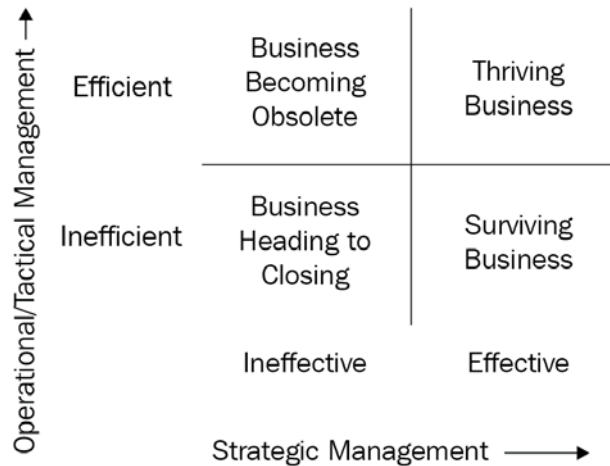 Operational/Tactical Management
Efficient
Business
Becoming
Obsolete
Thriving
Business
Inefficient
Business
Heading to
Closing
Surviving
Business
Ineffective
Effective
Strategic Management